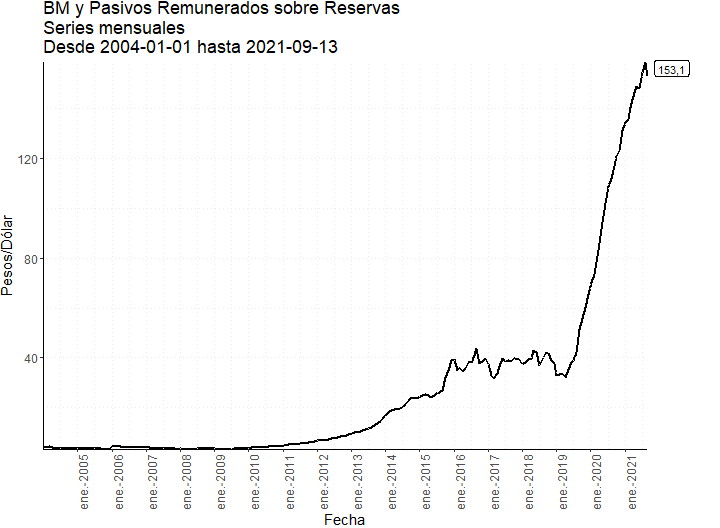 BM y Pasivos Remunerados sobre Reservas
Series mensuales
Desde 2004-01-01 hasta 2021-09-13
153,1
120
80
40
Pesos/Dólar
ene.-2005
ene.-2006
ene.-2007
ene.-2008
ene.-2009
ene.-2010
ene.-2011
ene.-2012
ene.-2013
ene.-2014
ene.-2015
ene.-2016
ene.-2017
ene.-2018
ene.-2019
ene.-2020
ene.-2021
Fecha